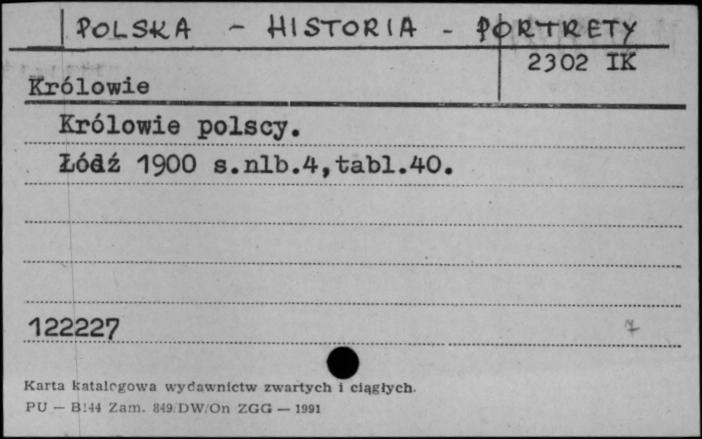 POLSKA - HISTORIA - PORTRETY
2302 IK
Królowie
Królowie polscy.
Łódź 1900 s.nlb.4,tabl.40.
122227
7
Karta katalogowa wydawnictw zwartych i ciągłych.
PU — B144 Zam. 849/DW/On ZGG — 1991